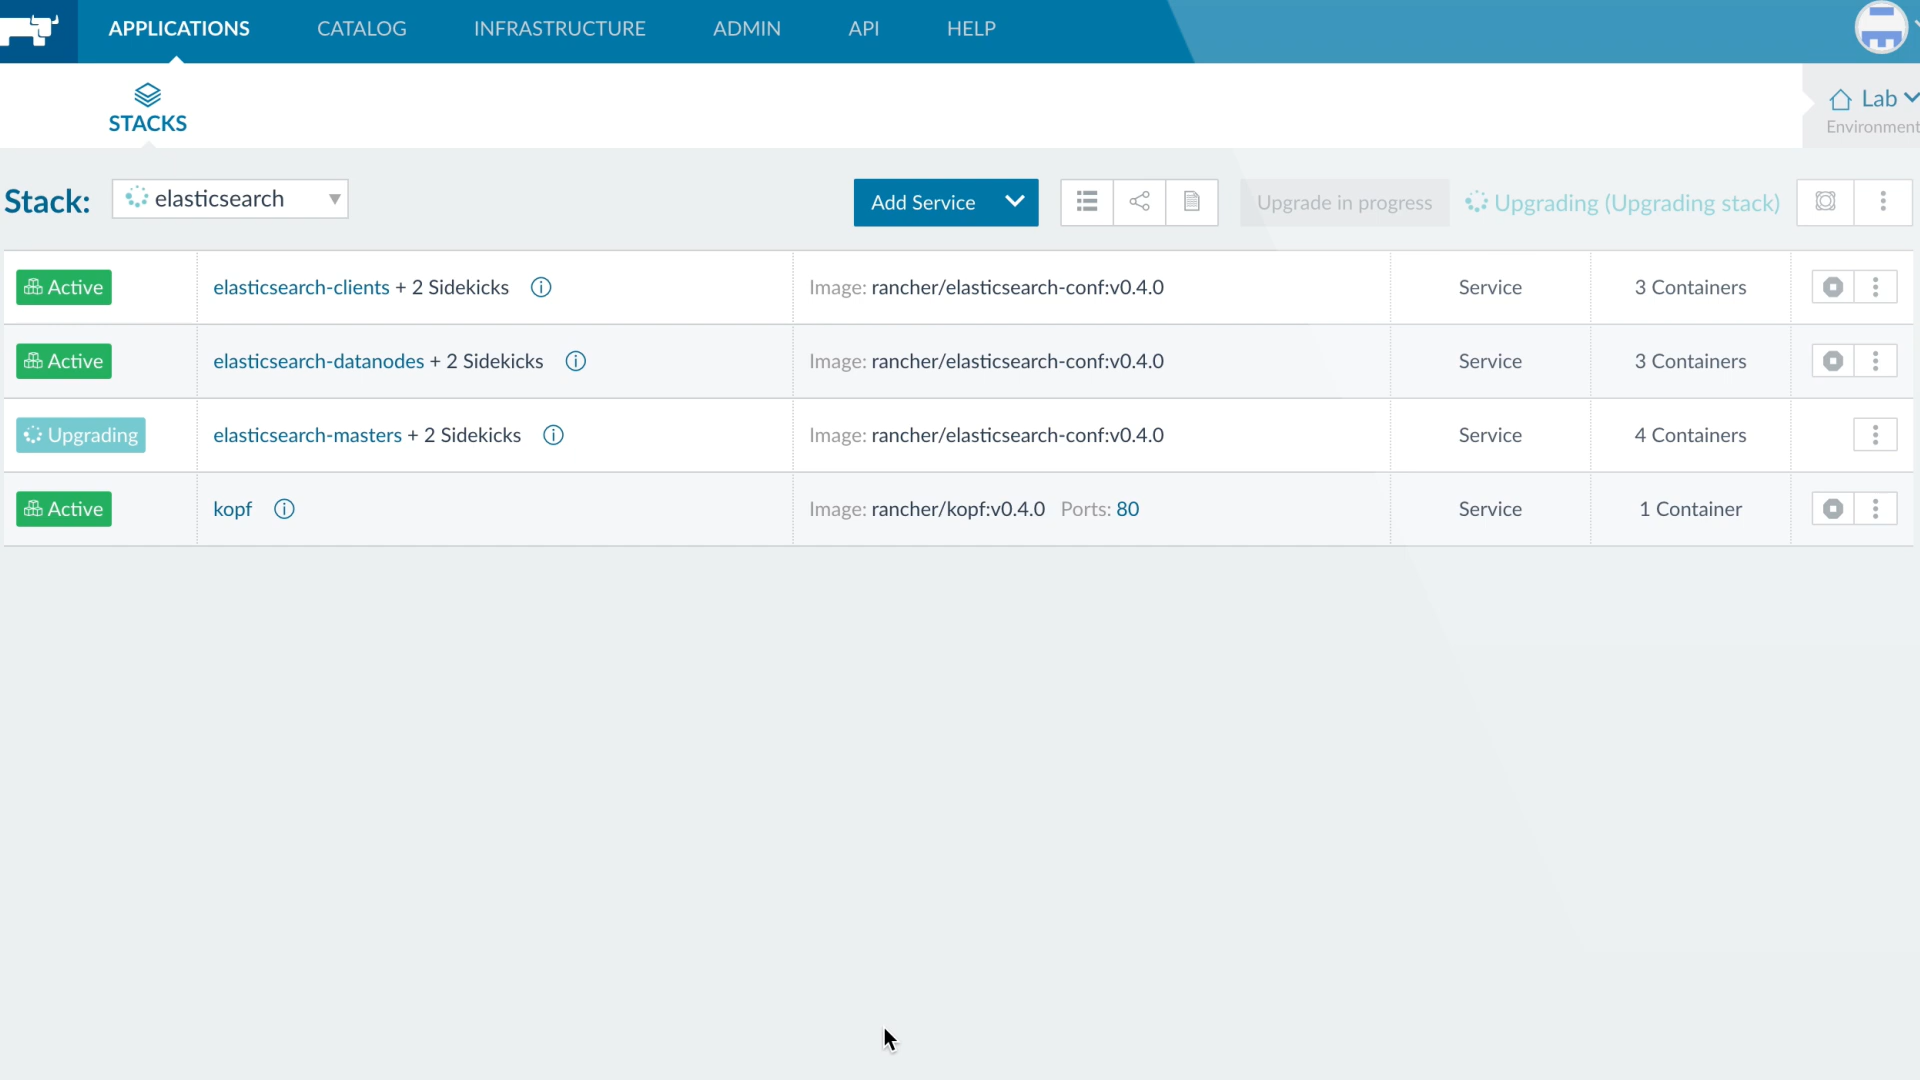 APPLICATIONS CATALOG INFRASTRUCTURE ADMIN API HELP
STACKS
Lab
Environment
Stack: elasticsearch Add Service Upgrade in progress Upgrading (Upgrading stack)
Active elasticsearch-clients + 2 Sidekicks Image: rancher/elasticsearch-conf:v0.4.0 Service 3 Containers
Active elasticsearch-datanodes + 2 Sidekicks Image: rancher/elasticsearch-conf:v0.4.0 Service 3 Containers
Upgrading elasticsearch-masters + 2 Sidekicks Image: rancher/elasticsearch-conf:v0.4.0 Service 4 Containers
Active kopf Image: rancher/kopf:v0.4.0 Ports: 80 Service 1 Container